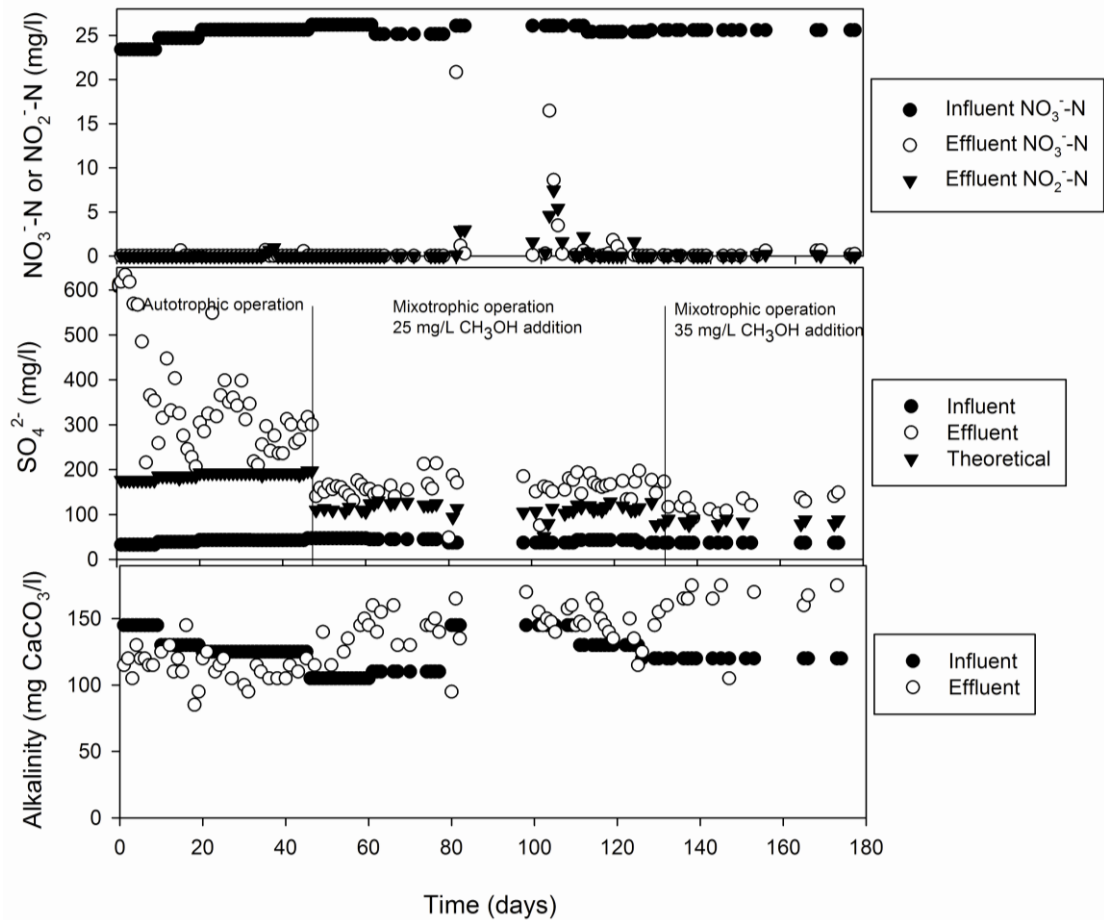 NO₃⁻-N or NO₂⁻-N (mg/l)
25
20
15
10
5
0
Influent NO₃⁻-N
Effluent NO₃⁻-N
Effluent NO₂⁻-N
SO₄²⁻ (mg/l)
600
500
400
300
200
100
0
Autotrophic operation
Mixotrophic operation
25 mg/L CH₃OH addition
Mixotrophic operation
35 mg/L CH₃OH addition
Influent
Effluent
Theoretical
Alkalinity (mg CaCO₃/l)
150
100
50
0
Influent
Effluent
0 20 40 60 80 100 120 140 160 180
Time (days)